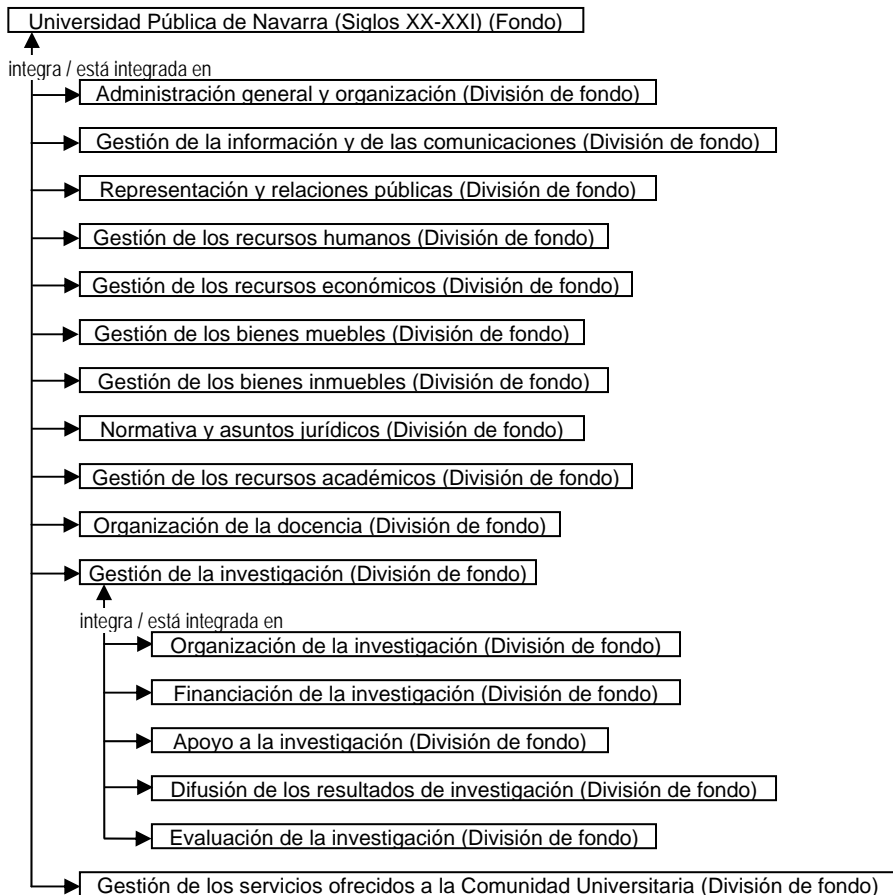 Universidad Pública de Navarra (Siglos XX-XXI) (Fondo)
integra / está integrada en
Administración general y organización (División de fondo)
Gestión de la información y de las comunicaciones (División de fondo)
Representación y relaciones públicas (División de fondo)
Gestión de los recursos humanos (División de fondo)
Gestión de los recursos económicos (División de fondo)
Gestión de los bienes muebles (División de fondo)
Gestión de los bienes inmuebles (División de fondo)
Normativa y asuntos jurídicos (División de fondo)
Gestión de los recursos académicos (División de fondo)
Organización de la docencia (División de fondo)
Gestión de la investigación (División de fondo)
integra / está integrada en
Organización de la investigación (División de fondo)
Financiación de la investigación (División de fondo)
Apoyo a la investigación (División de fondo)
Difusión de los resultados de investigación (División de fondo)
Evaluación de la investigación (División de fondo)
Gestión de los servicios ofrecidos a la Comunidad Universitaria (División de fondo)